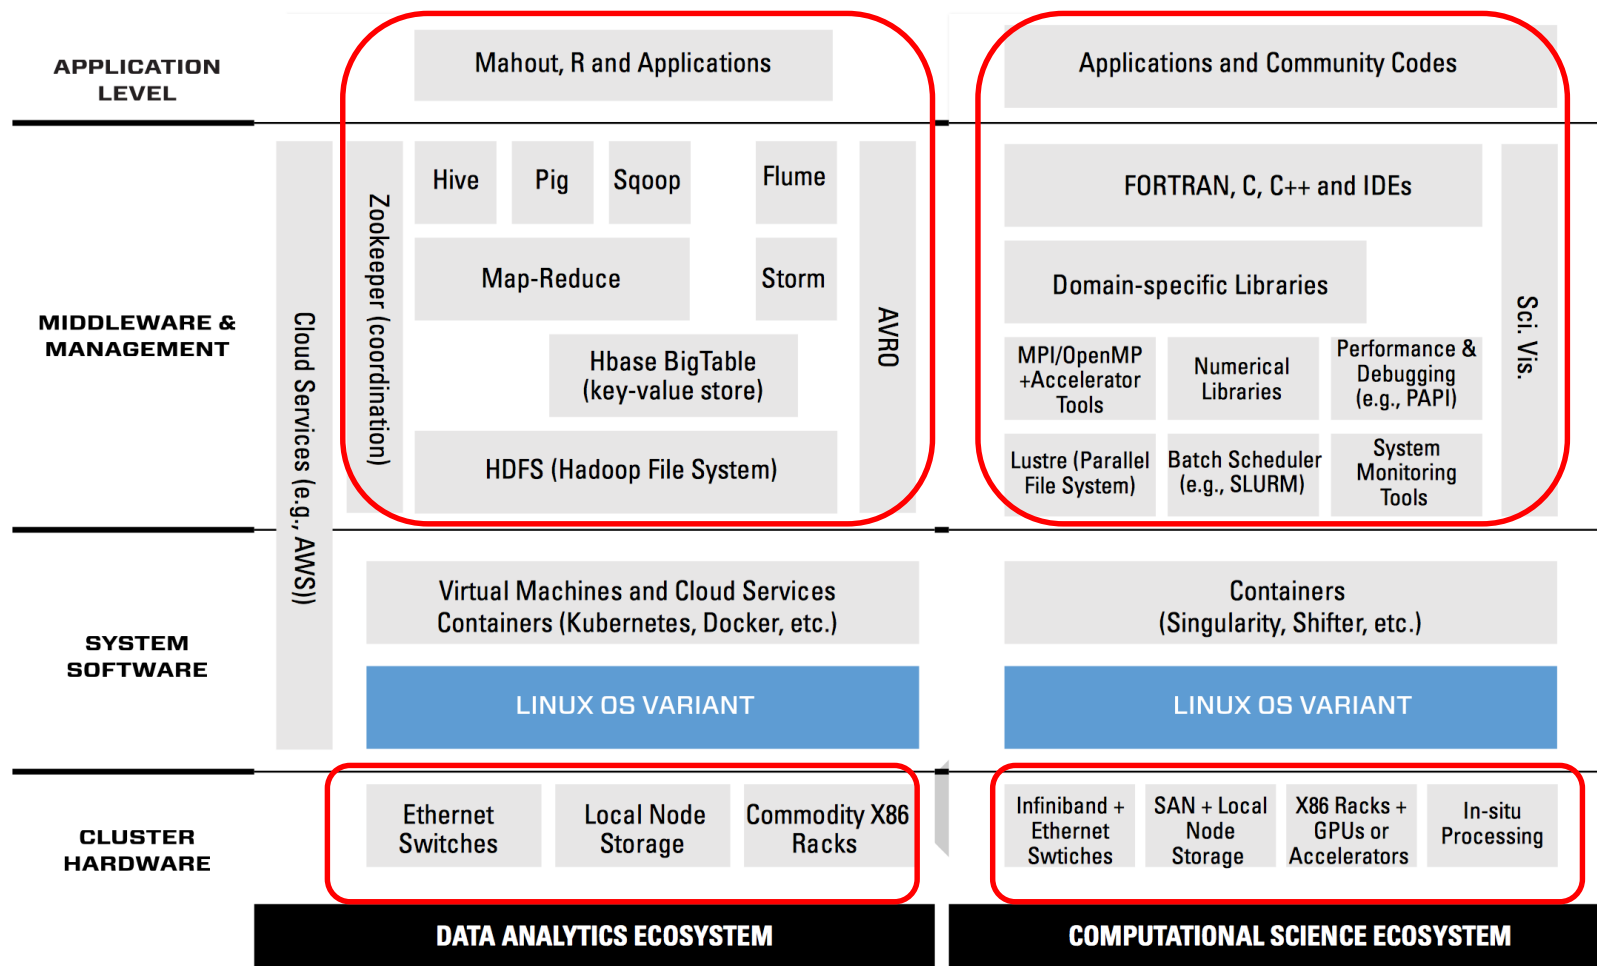 APPLICATION
LEVEL
Mahout, R and Applications
Applications and Community Codes
MIDDLEWARE &
MANAGEMENT
Cloud Services (e.g., AWS))
Zookeeper (coordination)
Hive
Pig
Sqoop
Flume
Map-Reduce
Storm
Hbase BigTable
(key-value store)
HDFS (Hadoop File System)
AVRO
FORTRAN, C, C++ and IDEs
Domain-specific Libraries
MPI/OpenMP
+Accelerator
Tools
Numerical
Libraries
Performance &
Debugging
(e.g., PAPI)
Lustre (Parallel
File System)
Batch Scheduler
(e.g., SLURM)
System
Monitoring
Tools
Sci. Vis.
SYSTEM
SOFTWARE
Virtual Machines and Cloud Services
Containers (Kubernetes, Docker, etc.)
LINUX OS VARIANT
Containers
(Singularity, Shifter, etc.)
LINUX OS VARIANT
CLUSTER
HARDWARE
Ethernet
Switches
Local Node
Storage
Commodity X86
Racks
Infiniband +
Ethernet
Swtiches
SAN + Local
Node
Storage
X86 Racks +
GPUs or
Accelerators
In-situ
Processing
DATA ANALYTICS ECOSYSTEM
COMPUTATIONAL SCIENCE ECOSYSTEM